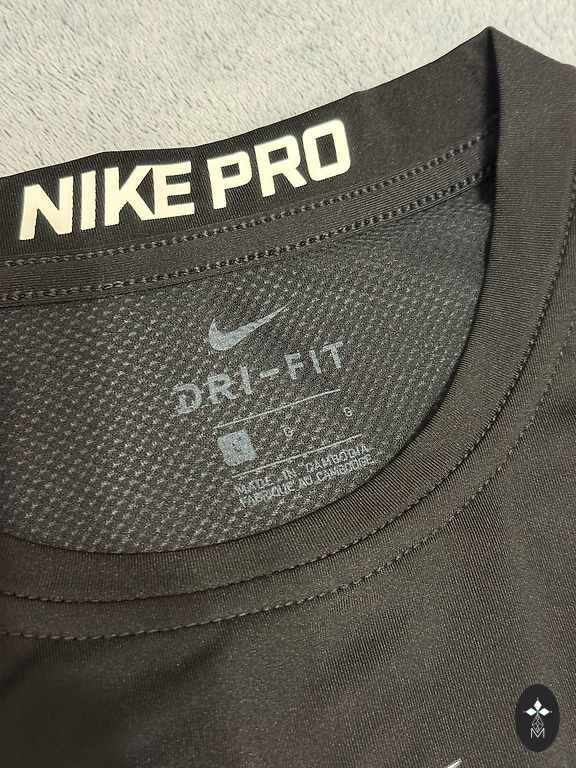 NIKE PRO
DRI-FIT
S G G
MADE IN CAMBODIA
FABRIQUÉ AU CAMBODGE
M